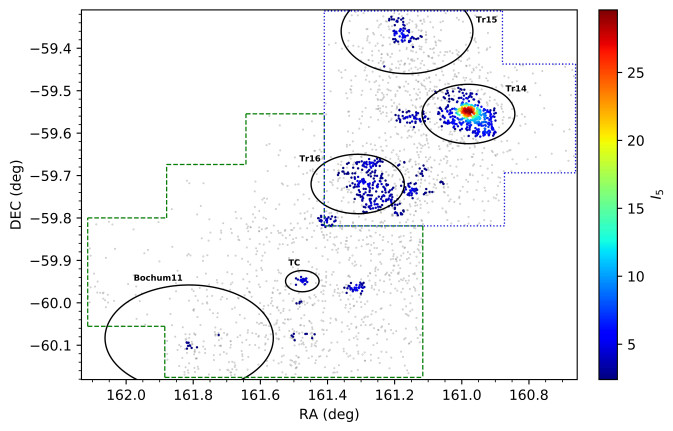 Tr15
−59.4
25
−59.5
Tr14
−59.6
20
Tr16
−59.7
DEC (deg)
I5
−59.8
15
−59.9
TC
10
Bochum11
−60.0
−60.1
5
162.0
161.8
161.6
161.4
161.2
161.0
160.8
RA (deg)